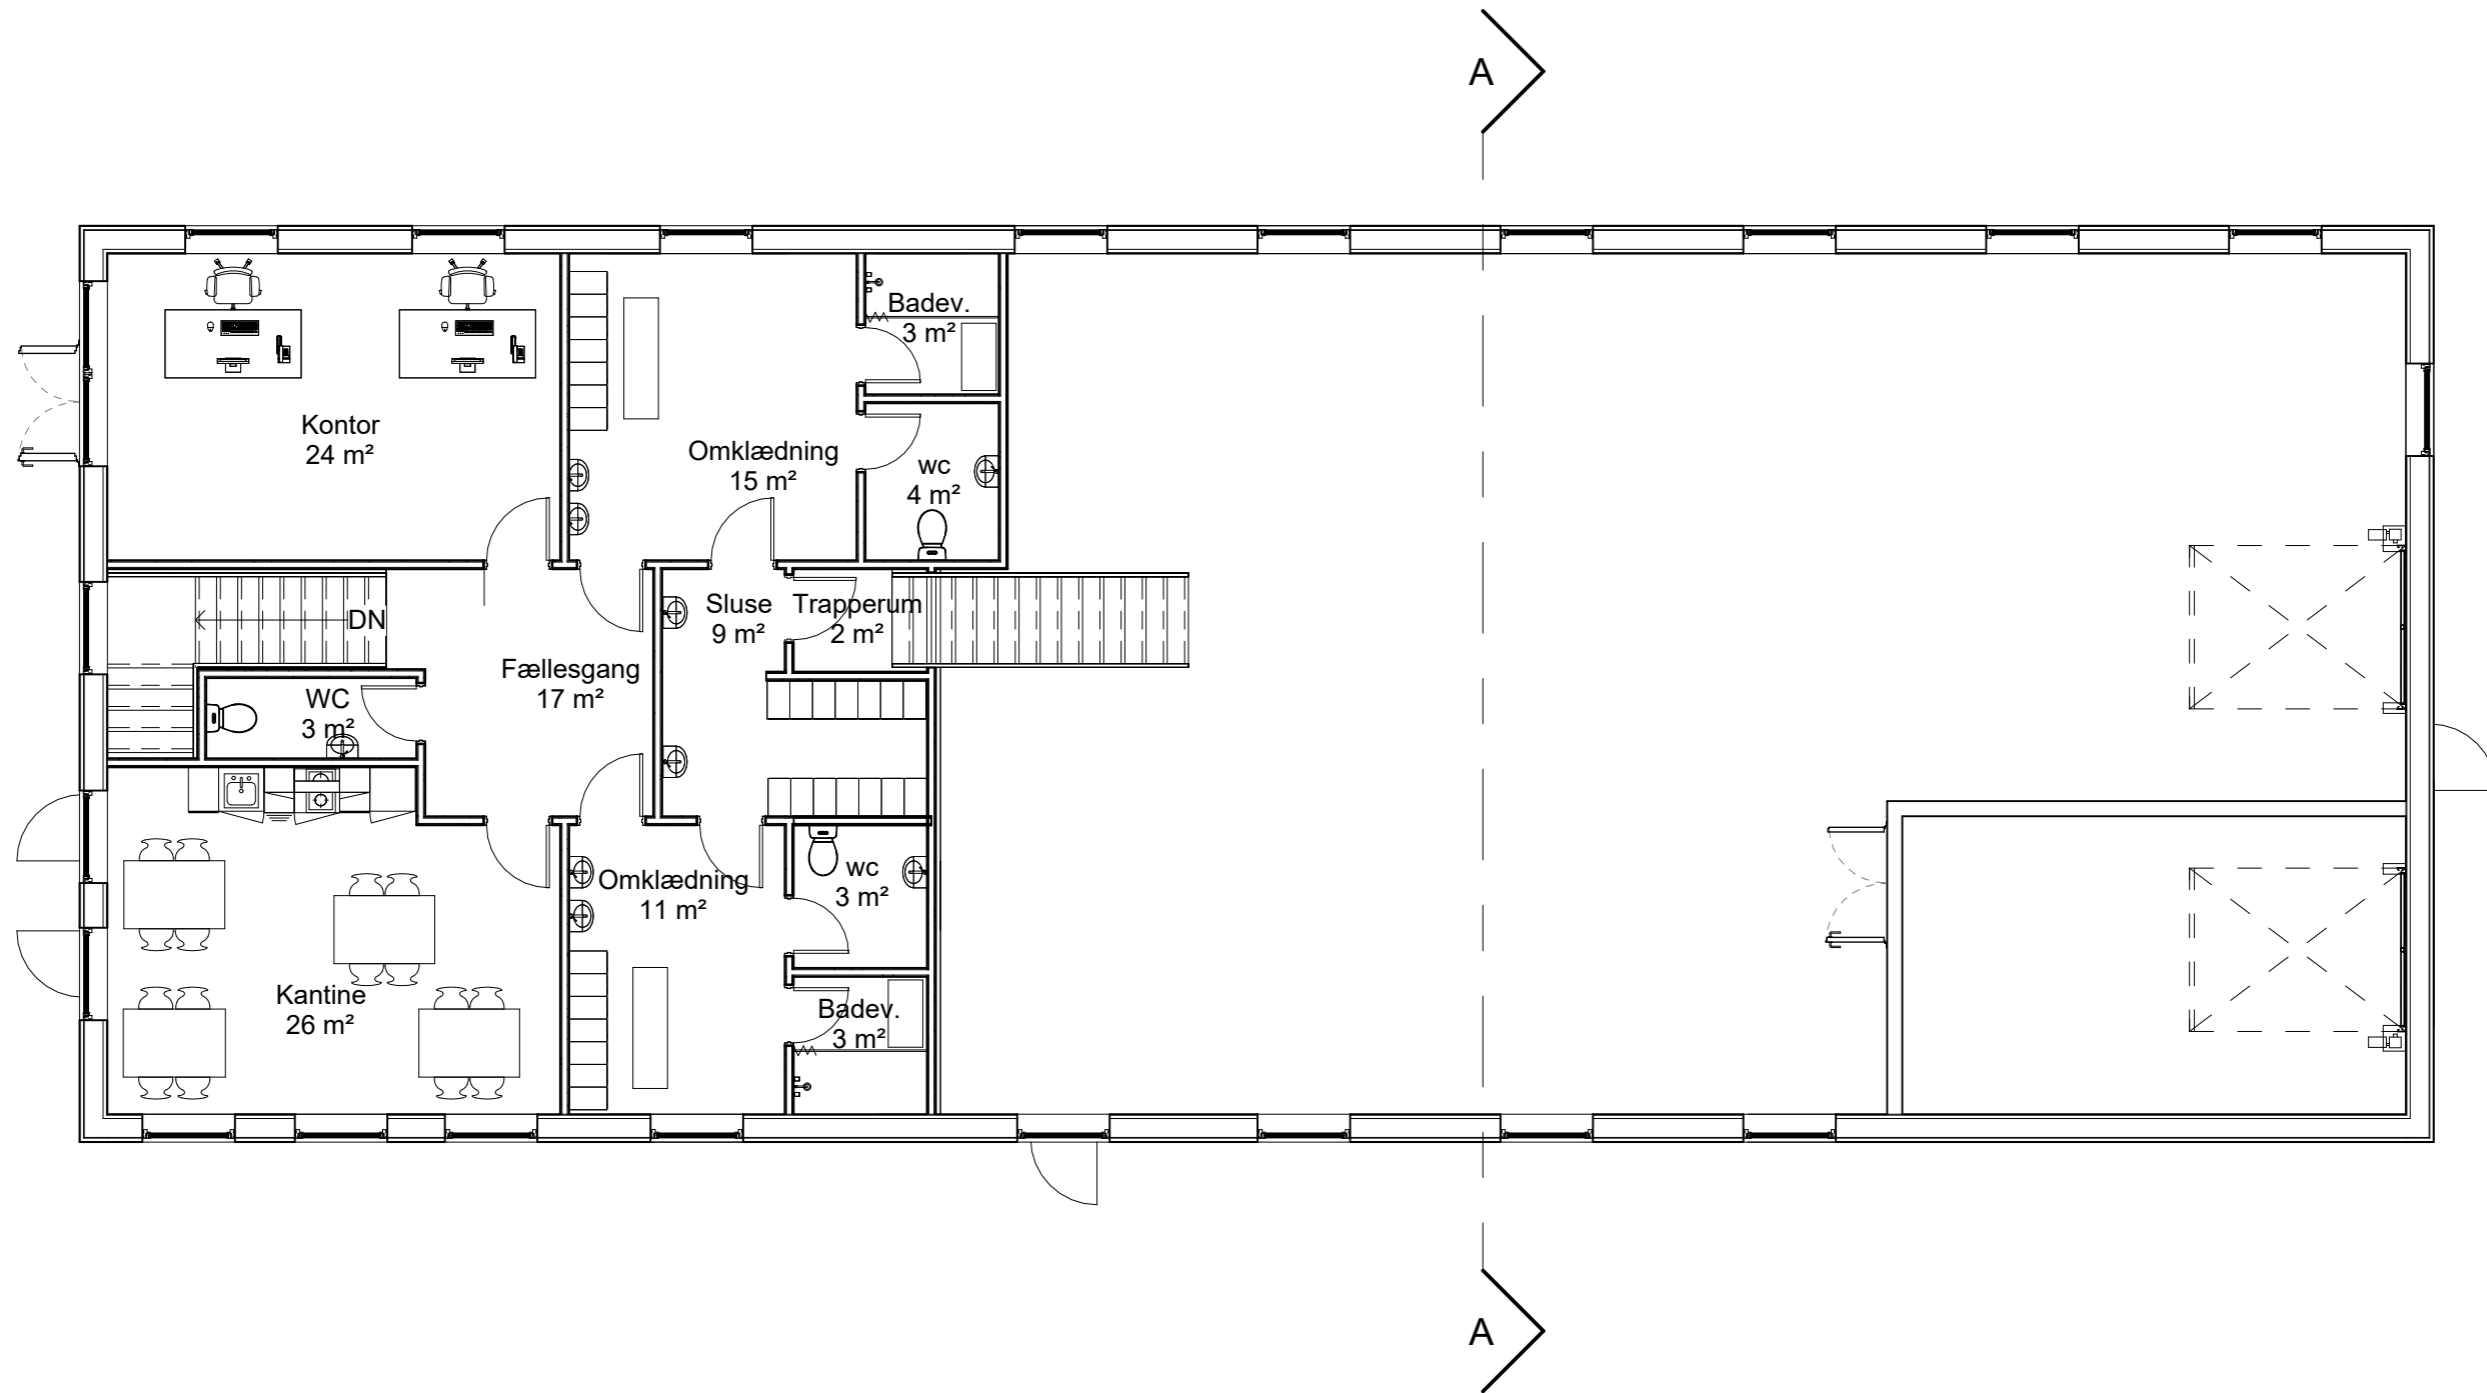 A
Badev.
3 m²
Kontor
24 m²
Omklædning
15 m²
wc
4 m²
DN
Sluse
9 m²
Trapperum
2 m²
Fællesgang
17 m²
WC
3 m²
Omklædning
11 m²
wc
3 m²
Kantine
26 m²
Badev.
3 m²
A